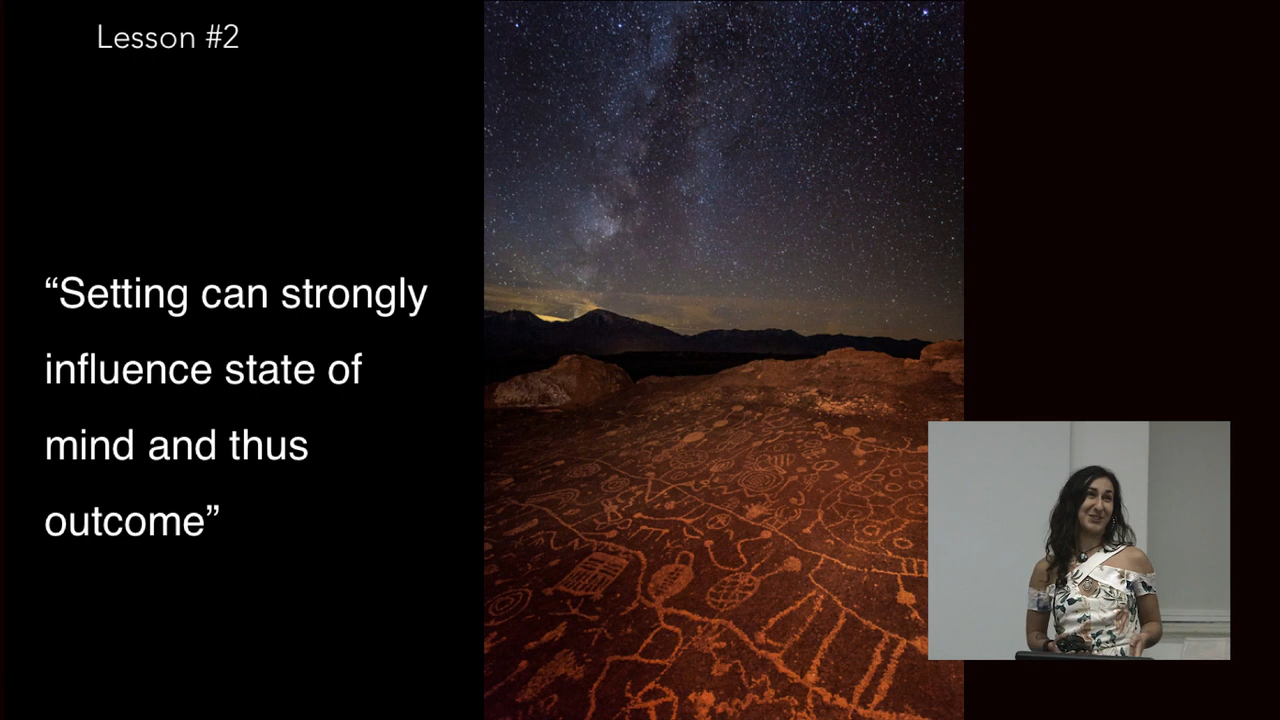 Lesson #2
“Setting can strongly
influence state of
mind and thus
outcome”